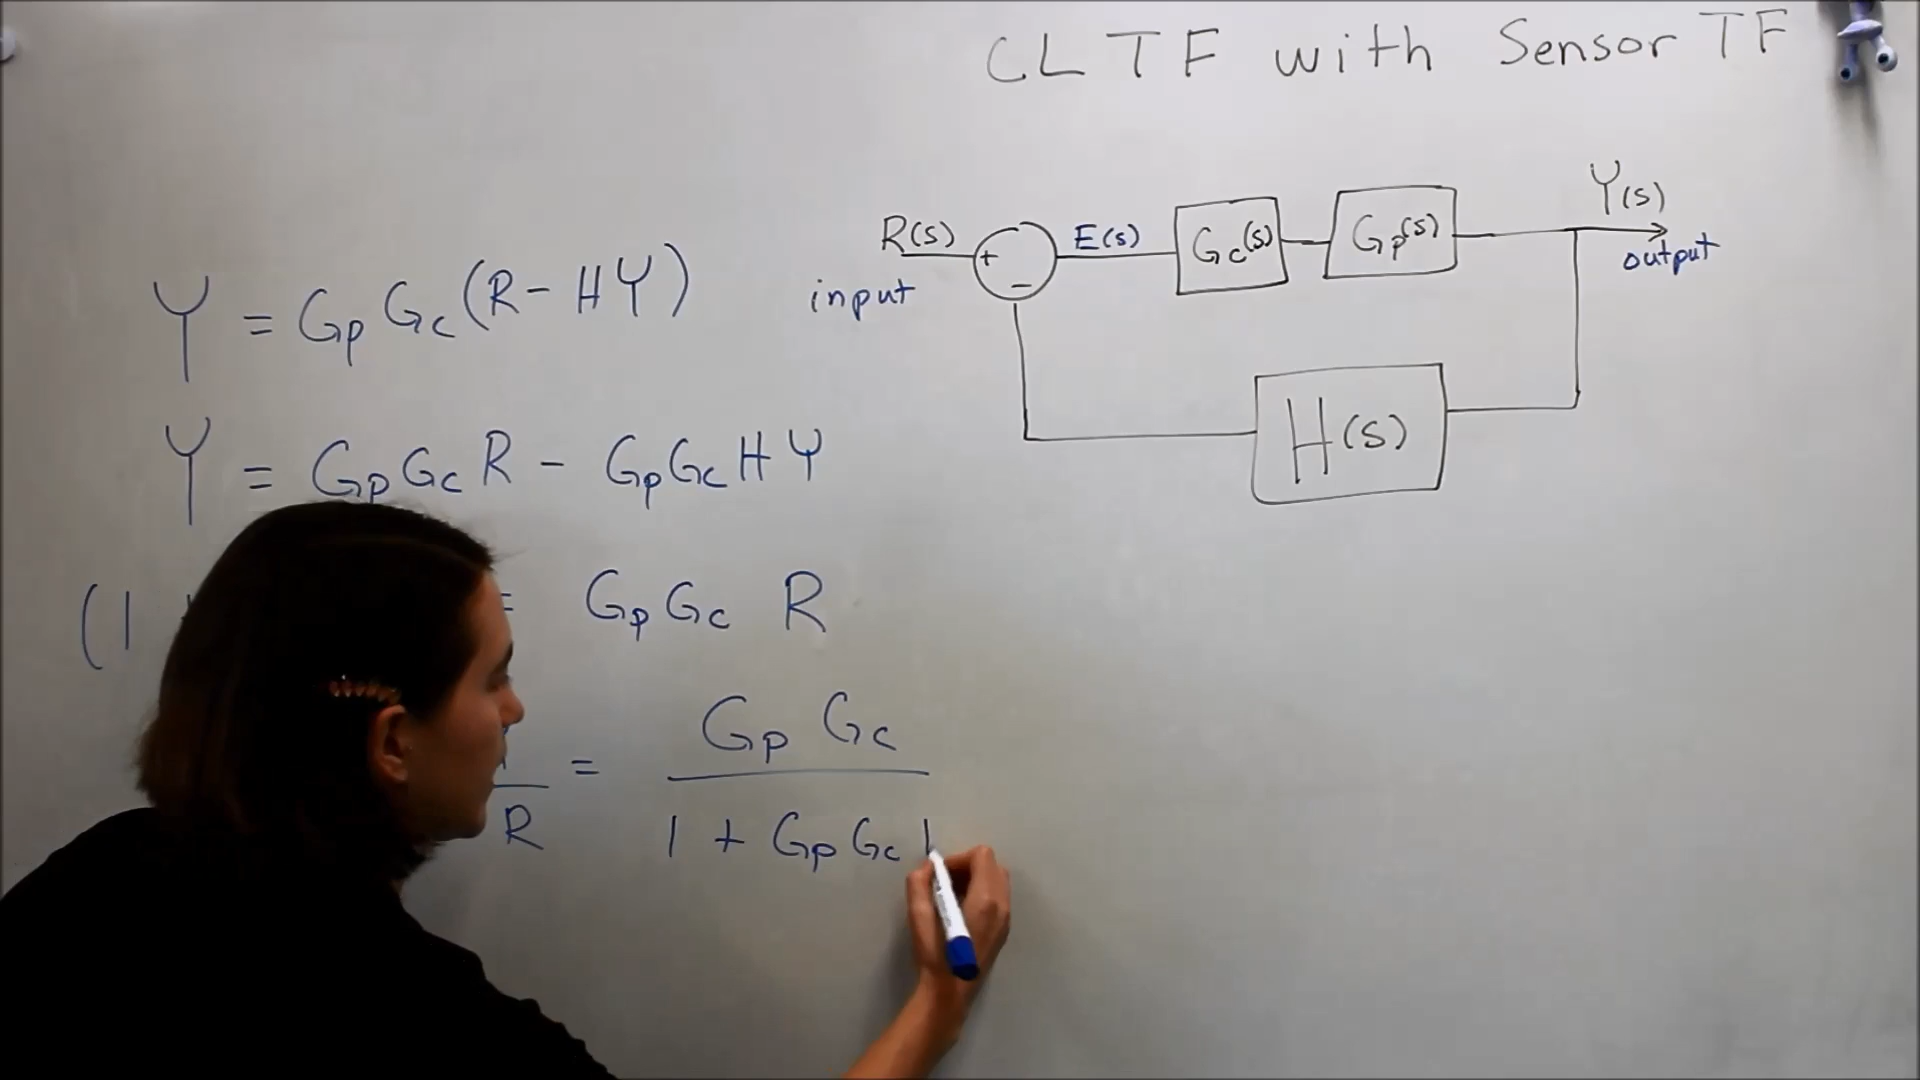 CLTF with Sensor TF
R(s)
input
+
−
E(s)
Gc(s)
Gp(s)
Y(s)
output
H(s)
Y = Gp Gc (R - HY)
Y = Gp Gc R - Gp Gc H Y
(1 = Gp Gc R
R = Gp Gc
1 + Gp Gc